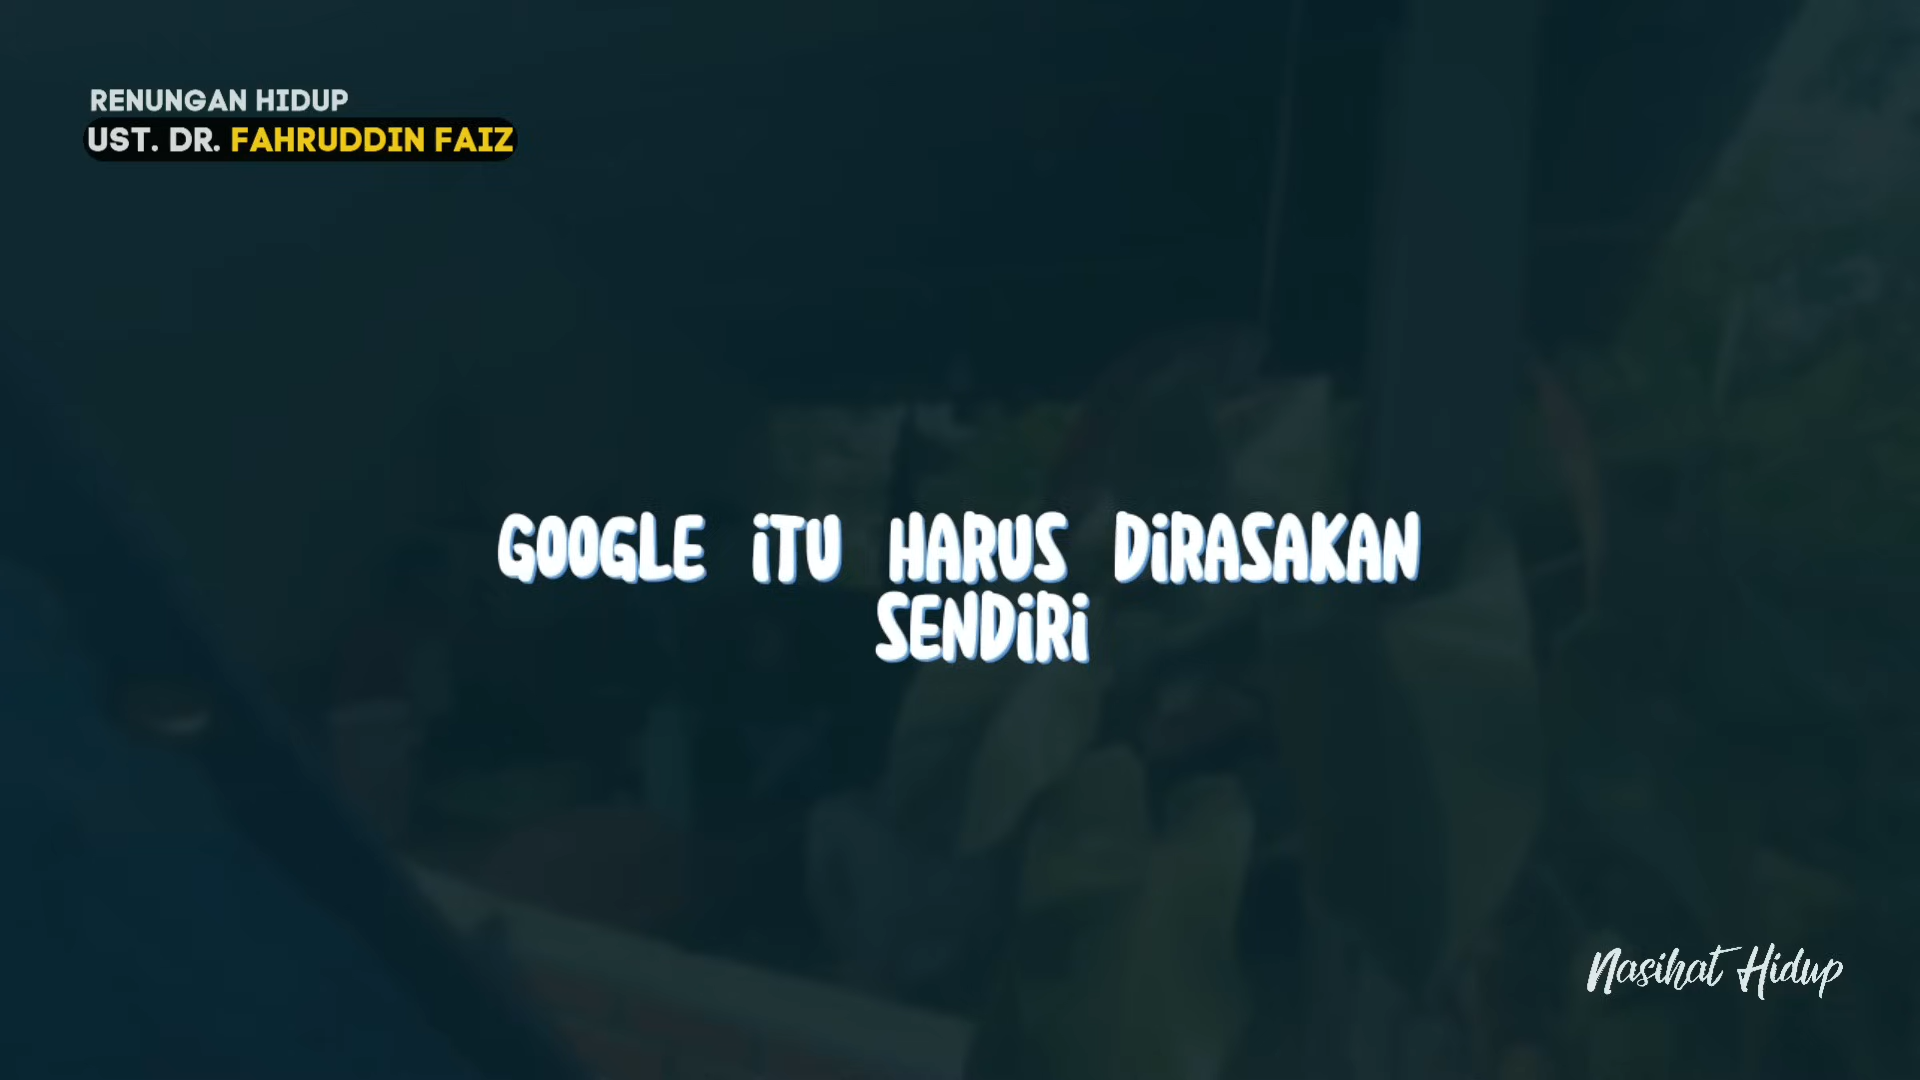 RENUNGAN HIDUP
UST. DR. FAHRUDDIN FAIZ
GOOGLE iTU HARUS DiRASAKAN
SENDiRi
Nasihat Hidup